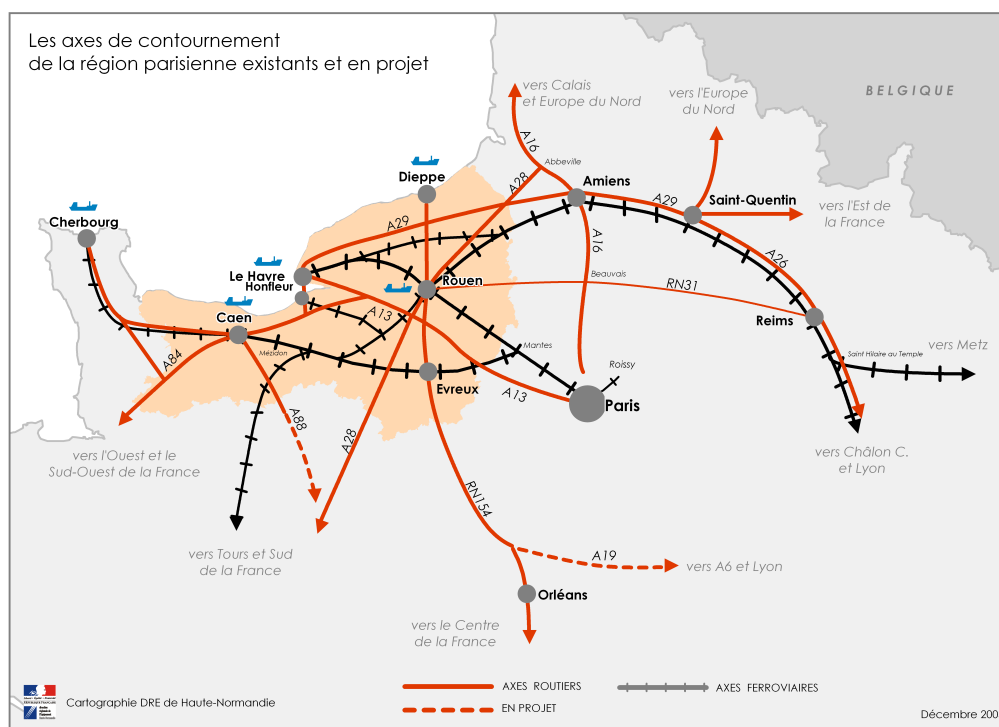 Les axes de contournement
de la région parisienne existants et en projet
vers Calais
et Europe du Nord
vers l'Europe
du Nord
BELGIQUE
A16
Abbeville
Dieppe
A28
Amiens
A29
Saint-Quentin
vers l'Est de
la France
Cherbourg
A29
A16
A26
Le Havre
Honfleur
Rouen
Beauvais
RN31
Caen
A13
Reims
Mézidon
Mantes
Saint Hilaire au Temple
vers Metz
A84
Roissy
Evreux
A13
Paris
A88
A28
vers l'Ouest et le
Sud-Ouest de la France
vers Châlon C.
et Lyon
RN154
vers Tours et Sud
de la France
A19
vers A6 et Lyon
Orléans
vers le Centre
de la France
AXES ROUTIERS
AXES FERROVIAIRES
EN PROJET
Cartographie DRE de Haute-Normandie
Décembre 200